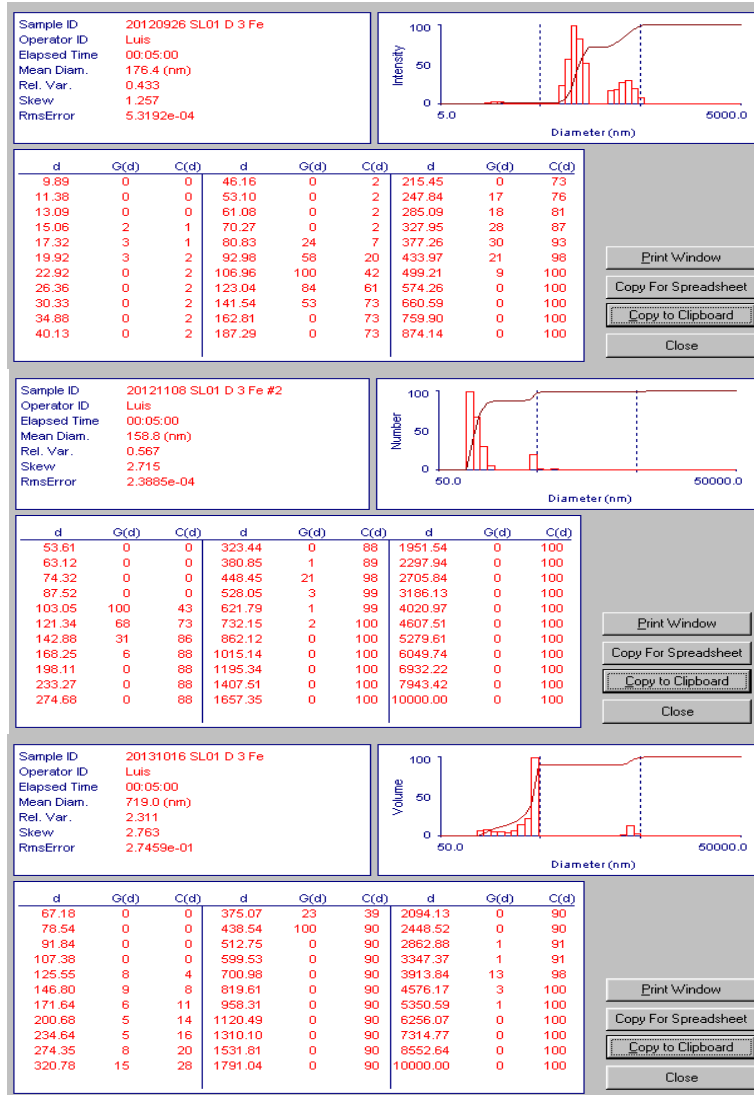 Sample ID 20120926 SL01 D 3 Fe
Operator ID Luis
Elapsed Time 00:05:00
Mean Diam. 176.4 (nm)
Rel. Var. 0.433
Skew 1.257
RmsError 5.3192e-04
100
50
0
Intensity
5.0 5000.0
Diameter (nm)
d G(d) C(d) d G(d) C(d) d G(d) C(d)
9.89 0 0 46.16 0 2 215.45 0 73
11.38 0 0 53.10 0 2 247.84 17 76
13.09 0 0 61.08 0 2 285.09 18 81
15.06 2 1 70.27 0 2 327.95 28 87
17.32 3 1 80.83 24 7 377.26 30 93
19.92 3 2 92.98 58 20 433.97 21 98
22.92 0 2 106.96 100 42 499.21 9 100
26.36 0 2 123.04 84 61 574.26 0 100
30.33 0 2 141.54 53 73 660.59 0 100
34.88 0 2 162.81 0 73 759.90 0 100
40.13 0 2 187.29 0 73 874.14 0 100
Print Window
Copy For Spreadsheet
Copy to Clipboard
Close
Sample ID 20121108 SL01 D 3 Fe #2
Operator ID Luis
Elapsed Time 00:05:00
Mean Diam. 158.8 (nm)
Rel. Var. 0.567
Skew 2.715
RmsError 2.3885e-04
100
50
0
Number
50.0 50000.0
Diameter (nm)
d G(d) C(d) d G(d) C(d) d G(d) C(d)
53.61 0 0 323.44 0 88 1951.54 0 100
63.12 0 0 380.85 1 89 2297.94 0 100
74.32 0 0 448.45 21 98 2705.84 0 100
87.52 0 0 528.05 3 99 3186.13 0 100
103.05 100 43 621.79 1 99 4020.97 0 100
121.34 68 73 732.15 2 100 4607.51 0 100
142.88 31 86 862.12 0 100 5279.61 0 100
168.25 6 88 1015.14 0 100 6049.74 0 100
198.11 0 88 1195.34 0 100 6932.22 0 100
233.27 0 88 1407.51 0 100 7943.42 0 100
274.68 0 88 1657.35 0 100 10000.00 0 100
Print Window
Copy For Spreadsheet
Copy to Clipboard
Close
Sample ID 20131016 SL01 D 3 Fe
Operator ID Luis
Elapsed Time 00:05:00
Mean Diam. 719.0 (nm)
Rel. Var. 2.311
Skew 2.763
RmsError 2.7459e-01
100
50
0
Volume
50.0 50000.0
Diameter (nm)
d G(d) C(d) d G(d) C(d) d G(d) C(d)
67.18 0 0 375.07 23 39 2094.13 0 90
78.54 0 0 438.54 100 90 2448.52 0 90
91.84 0 0 512.75 0 90 2862.88 1 91
107.38 0 0 599.53 0 90 3347.37 1 91
125.55 8 4 700.98 0 90 3913.84 13 98
146.80 9 8 819.61 0 90 4576.17 3 100
171.64 6 11 958.31 0 90 5350.59 1 100
200.68 5 14 1120.49 0 90 6256.07 0 100
234.64 5 16 1310.10 0 90 7314.77 0 100
274.35 8 20 1531.81 0 90 8552.64 0 100
320.78 15 28 1791.04 0 90 10000.00 0 100
Print Window
Copy For Spreadsheet
Copy to Clipboard
Close